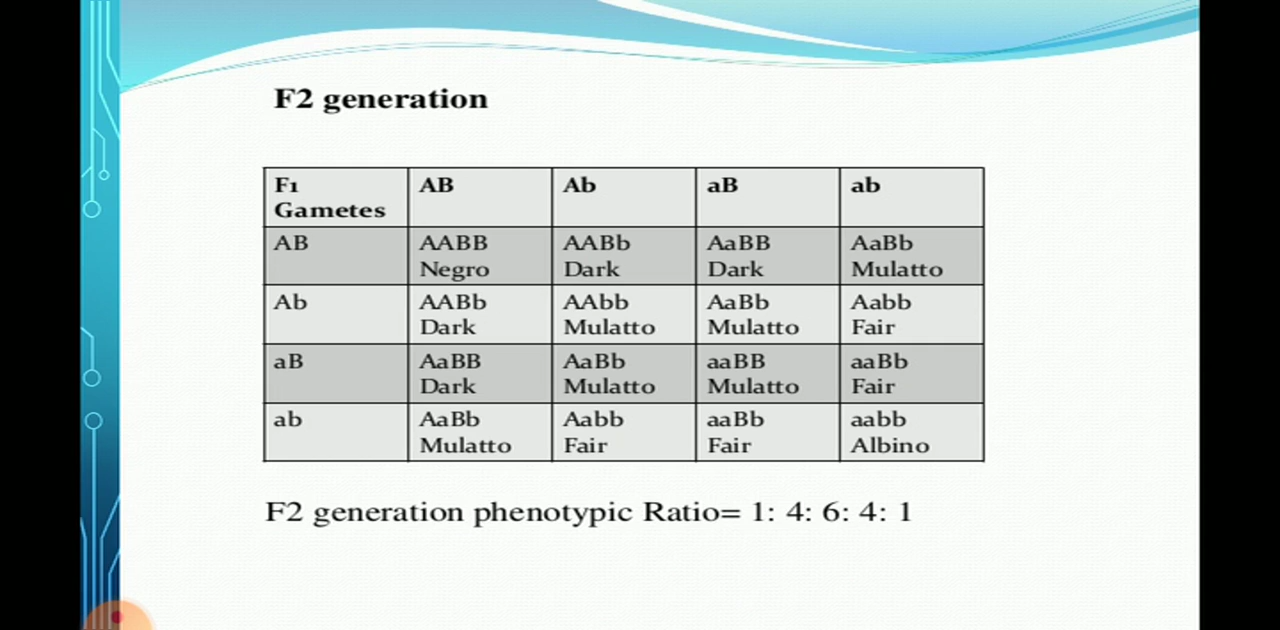 F2 generation
F1 Gametes AB Ab aB ab
AB AABB Negro AABb Dark AaBB Dark AaBb Mulatto
Ab AABb Dark AAbb Mulatto AaBb Mulatto Aabb Fair
aB AaBB Dark AaBb Mulatto aaBB Mulatto aaBb Fair
ab AaBb Mulatto Aabb Fair aaBb Fair aabb Albino
F2 generation phenotypic Ratio= 1: 4: 6: 4: 1